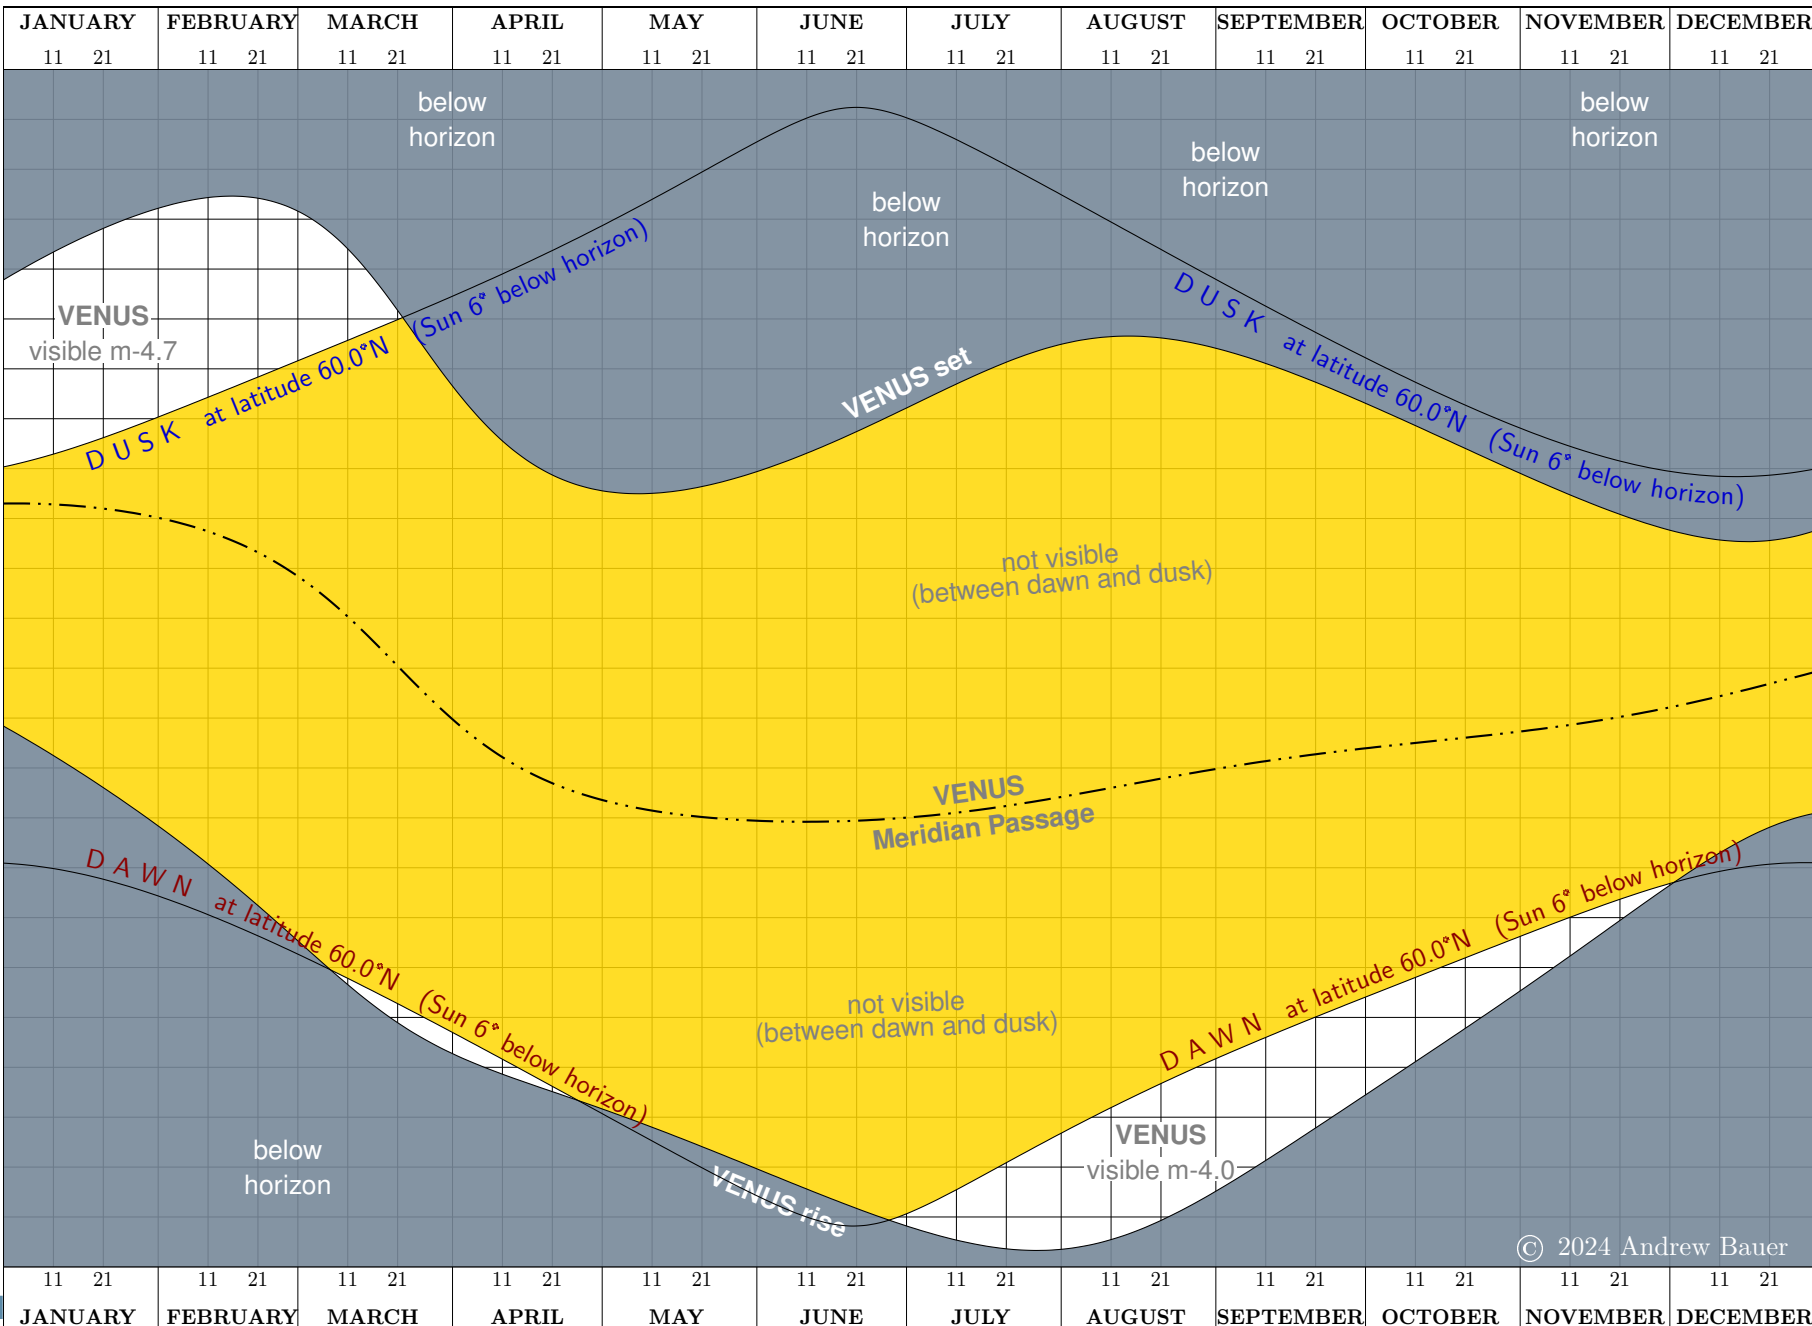 JANUARY FEBRUARY MARCH APRIL MAY JUNE JULY AUGUST SEPTEMBER OCTOBER NOVEMBER DECEMBER
11 21 11 21 11 21 11 21 11 21 11 21 11 21 11 21 11 21 11 21 11 21 11 21
below
horizon
below
horizon
below
horizon
below
horizon
VENUS
visible m-4.7
DUSK at latitude 60.0°N (Sun 6° below horizon)
DUSK at latitude 60.0°N (Sun 6° below horizon)
VENUS set
not visible
(between dawn and dusk)
VENUS
Meridian Passage
DAWN at latitude 60.0°N (Sun 6° below horizon)
DAWN at latitude 60.0°N (Sun 6° below horizon)
not visible
(between dawn and dusk)
VENUS
visible m-4.0
below
horizon
VENUS rise
© 2024 Andrew Bauer
11 21 11 21 11 21 11 21 11 21 11 21 11 21 11 21 11 21 11 21 11 21 11 21
JANUARY FEBRUARY MARCH APRIL MAY JUNE JULY AUGUST SEPTEMBER OCTOBER NOVEMBER DECEMBER